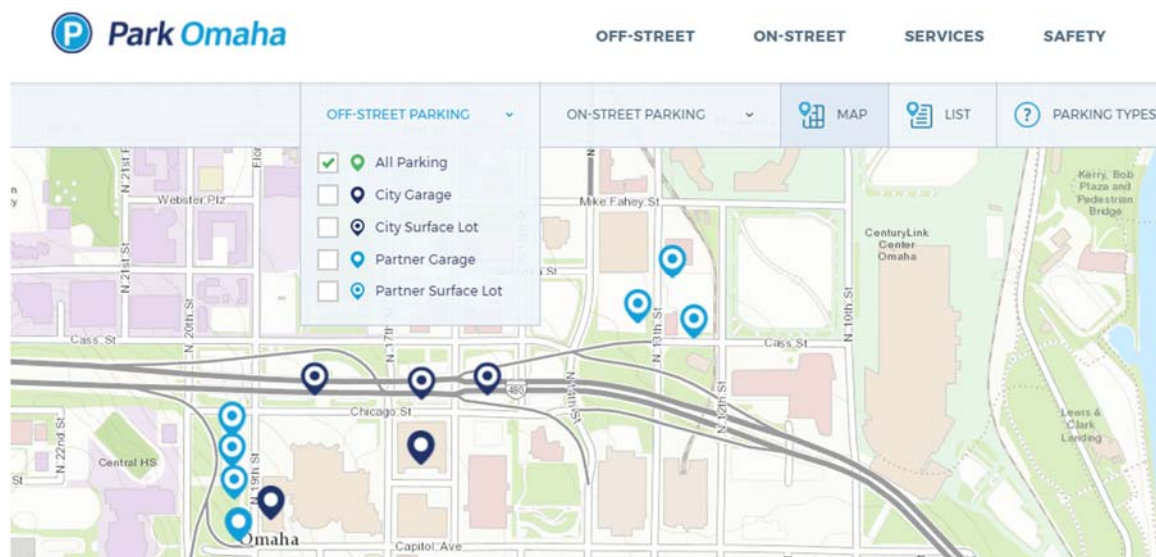 P Park Omaha
OFF-STREET ON-STREET SERVICES SAFETY
OFF-STREET PARKING ON-STREET PARKING MAP LIST ? PARKING TYPES
All Parking
City Garage
City Surface Lot
Partner Garage
Partner Surface Lot
N 21st
Webster Plz
Mike Fahey St
Kerry, Bob
Plaza and
Pedestrian
Bridge
CenturyLink
Center
Omaha
N 21st St
N 20th St
N 17th
N 13th St
N 10th St
Cass St
Cass St
480
N 14th St
N 12th St
Chicago St
Lewis &
Clark
Landing
N 22nd St
Central HS
N 19th St
St
Omaha
Capitol Ave